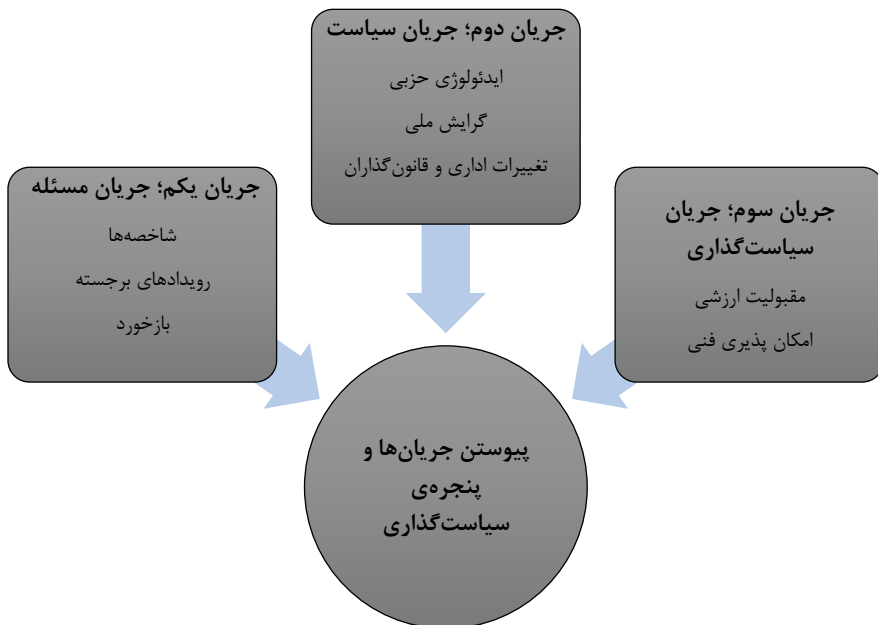 جریان دوم؛ جریان سیاست
ایدئولوژی حزبی
گرایش ملی
تغییرات اداری و قانون‌گذاران
جریان یکم؛ جریان مسئله
شاخصه‌ها
رویدادهای برجسته
بازخورد
جریان سوم؛ جریان
سیاست‌گذاری
مقبولیت ارزشی
امکان پذیری فنی
پیوستن جریان‌ها و
پنجره‌ی
سیاست‌گذاری